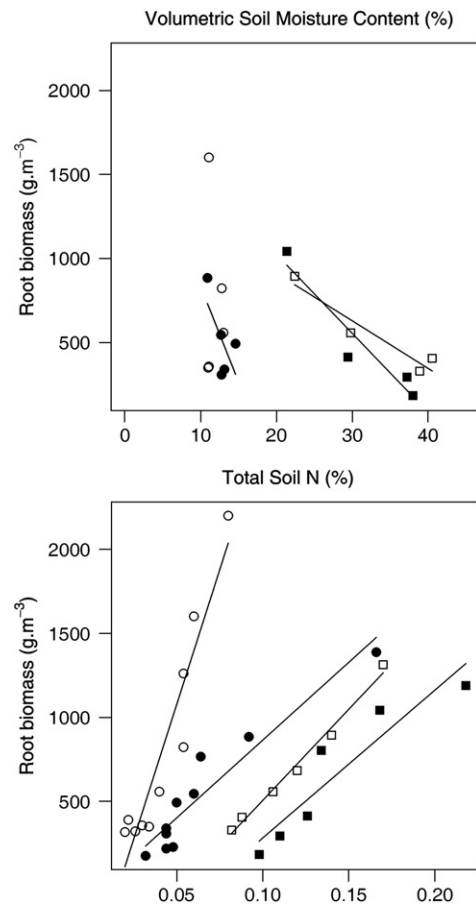 Volumetric Soil Moisture Content (%)
2000
1500
1000
500
Root biomass (g.m⁻³)
0 10 20 30 40
Total Soil N (%)
2000
1500
1000
500
Root biomass (g.m⁻³)
0.05 0.10 0.15 0.20